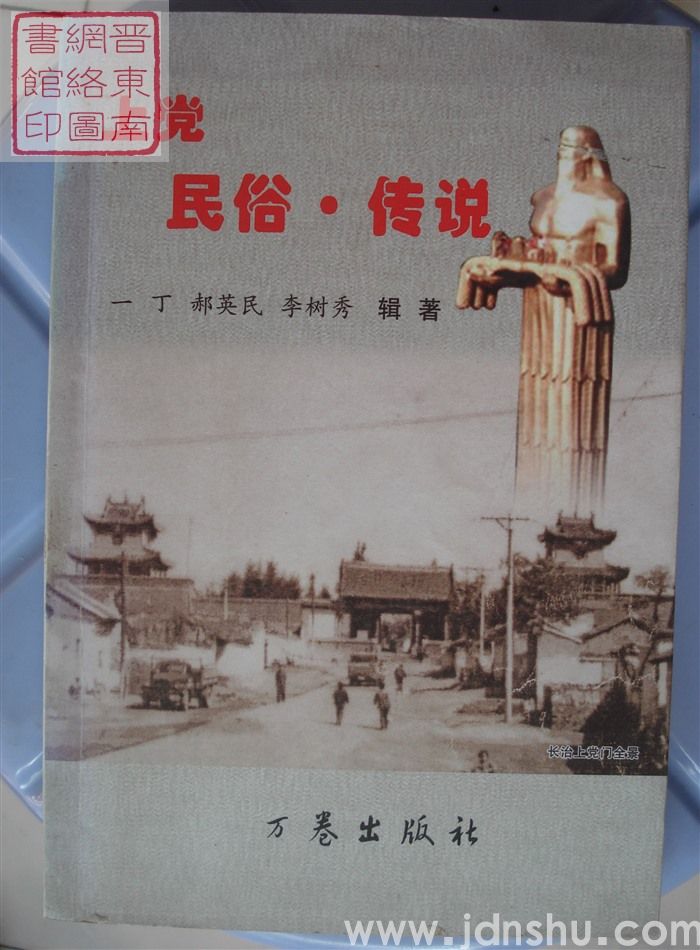 晋東南
網絡圖
書館印
上党
民俗·传说
一丁 郝英民 李树秀 辑著
长治上党门全景
万卷出版社
www.jdnshu.com